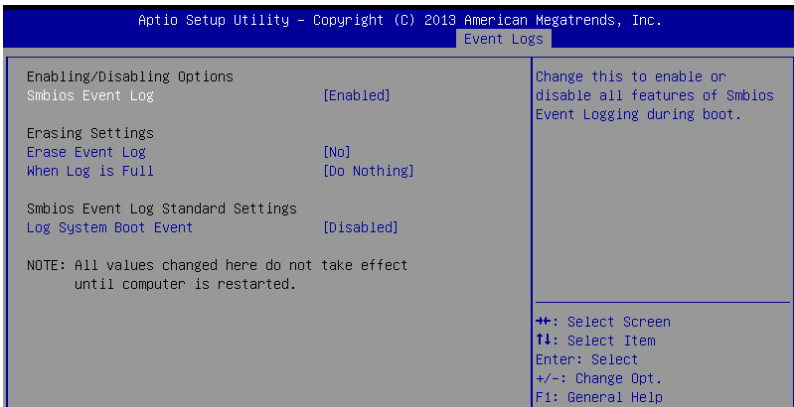 Aptio Setup Utility – Copyright (C) 2013 American Megatrends, Inc.
Event Logs
Enabling/Disabling Options
Smbios Event Log [Enabled]
Erasing Settings
Erase Event Log [No]
When Log is Full [Do Nothing]
Smbios Event Log Standard Settings
Log System Boot Event [Disabled]
NOTE: All values changed here do not take effect
until computer is restarted.
Change this to enable or
disable all features of Smbios
Event Logging during boot.
→←: Select Screen
↑↓: Select Item
Enter: Select
+/-: Change Opt.
F1: General Help